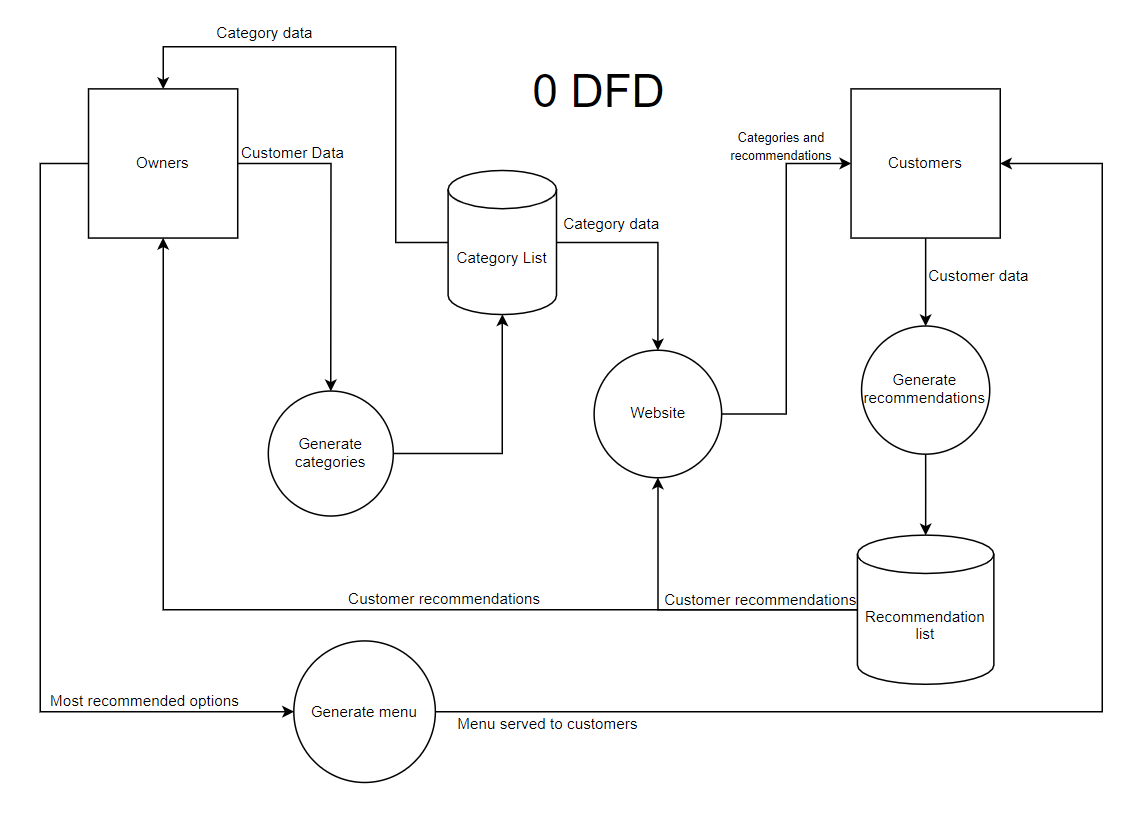 Category data
0 DFD
Owners
Customer Data
Categories and
recommendations
Customers
Category data
Category List
Customer data
Generate
recommendations
Website
Generate
categories
Customer recommendations
Customer recommendations
Recommendation
list
Most recommended options
Generate menu
Menu served to customers